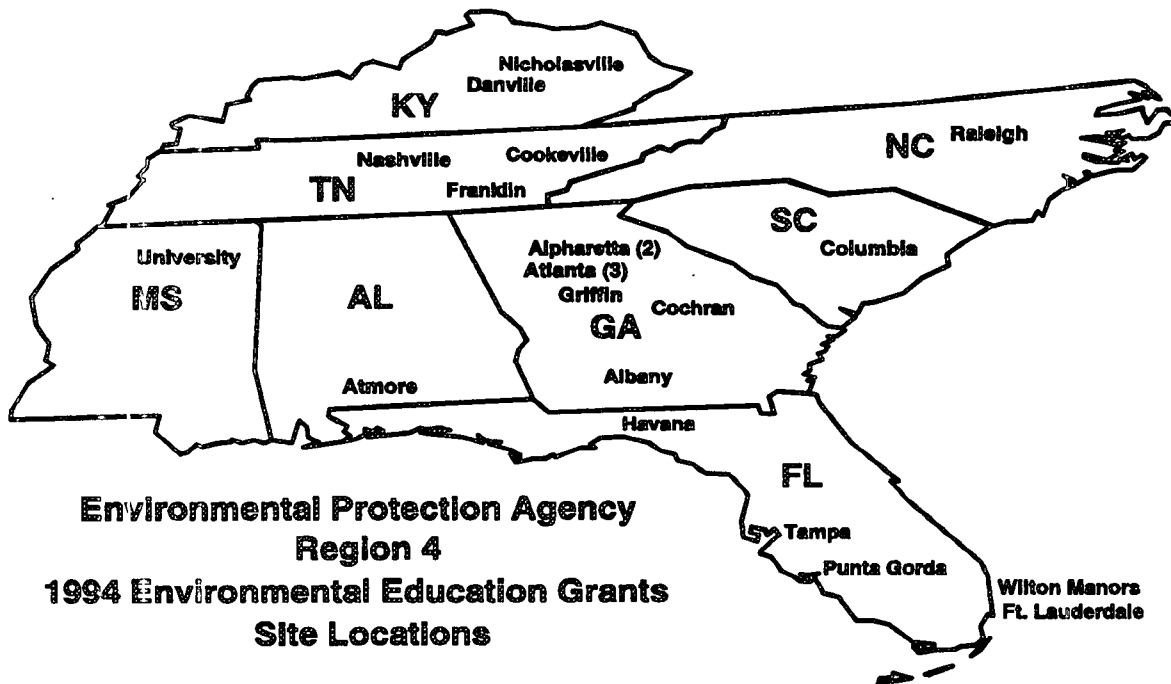 Nicholasville
Danville
KY
Nashville
Cookeville
TN
Franklin
NC
Raleigh
SC
Columbia
University
MS
AL
Atmore
Alpharetta (2)
Atlanta (3)
Griffin
Cochran
GA
Albany
Havana
FL
Tampa
Punta Gorda
Wilton Manors
Ft. Lauderdale
Environmental Protection Agency
Region 4
1994 Environmental Education Grants
Site Locations